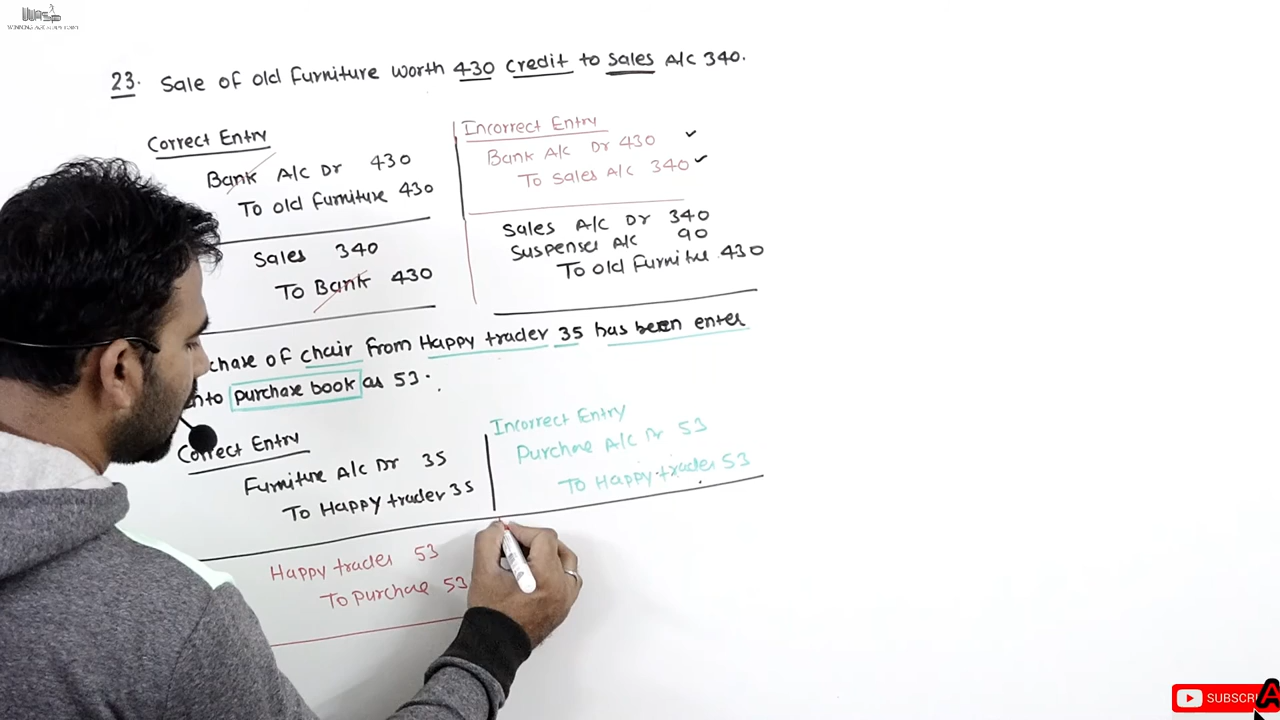 23. Sale of old Furniture worth 430 credit to Sales A/c 340.
Correct Entry
Bank A/c Dr 430
To old furniture 430
Sales 340
To Bank 430
Incorrect Entry
Bank A/c Dr 430
To Sales A/c 340
Sales A/c Dr 340
Suspenses A/c 90
To old Furnitue 430
chase of chair from Happy trader 35 has been enter
into purchase book as 53.
Correct Entry
Furniture A/c Dr 35
To Happy trader 35
Happy trader 53
To purchase 53
Incorrect Entry
Purchase A/c Dr 53
To Happy trader 53
SUBSCRI
A